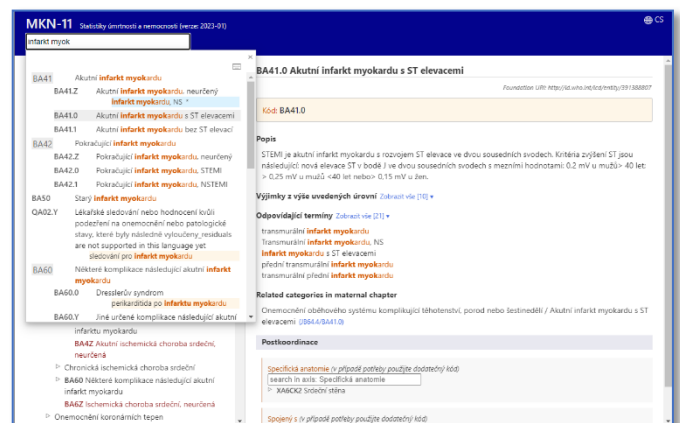 MKN-11 Statistiky úmrtnosti a nemocnosti (verze: 2023-01)
CS
infarkt myok
BA41 Akutní infarkt myokardu
BA41.Z Akutní infarkt myokardu, neurčený
infarkt myokardu, NS *
BA41.0 Akutní infarkt myokardu s ST elevacemi
BA41.1 Akutní infarkt myokardu bez ST elevací
BA42 Pokračující infarkt myokardu
BA42.Z Pokračující infarkt myokardu, neurčený
BA42.0 Pokračující infarkt myokardu, STEMI
BA42.1 Pokračující infarkt myokardu, NSTEMI
BA50 Starý infarkt myokardu
QA02.Y Lékařské sledování nebo hodnocení kvůli
podezření na onemocnění nebo patologické
stavy, které byly následně vyloučeny_residuals
are not supported in this language yet
sledování pro infarkt myokardu
BA60 Některé komplikace následující akutní infarkt
myokardu
BA60.0 Dresslerův syndrom
perikarditida po infarktu myokardu
BA60.Y Jiné určené komplikace následující akutní
infarktu myokardu
BA4Z Akutní ischemická choroba srdeční,
neurčená
Chronická ischemická choroba srdeční
BA60 Některé komplikace následující akutní
infarkt myokardu
BA6Z Ischemická choroba srdeční, neurčená
Onemocnění koronárních tepen
BA41.0 Akutní infarkt myokardu s ST elevacemi
Foundation URI: http://id.who.int/icd/entity/391388807
Kód: BA41.0
Popis
STEMI je akutní infarkt myokardu s rozvojem ST elevace ve dvou sousedních svodech. Kritéria zvýšení ST jsou
následující: nová elevace ST v bodě J ve dvou sousedních svodech s mezními hodnotami: 0.2 mV u mužů> 40 let:
> 0,25 mV u mužů <40 let nebo> 0,15 mV u žen.
Výjimky z výše uvedených úrovní Zobrazit vše [10]
Odpovídající termíny Zobrazit vše [21]
transmurální infarkt myokardu
Transmurální infarkt myokardu, NS
infarkt myokardu s ST elevacemi
přední transmurální infarkt myokardu
transmurální přední infarkt myokardu
Related categories in maternal chapter
Onemocnění oběhového systému komplikující těhotenství, porod nebo šestinedělí / Akutní infarkt myokardu s ST
elevacemi (JB64.4/BA41.0)
Postkoordinace
Specifická anatomie (v případě potřeby použijte dodatečný kód)
search in axis: Specifická anatomie
XA6CK2 Srdeční stěna
Spojený s (v případě potřeby použijte dodatečný kód)